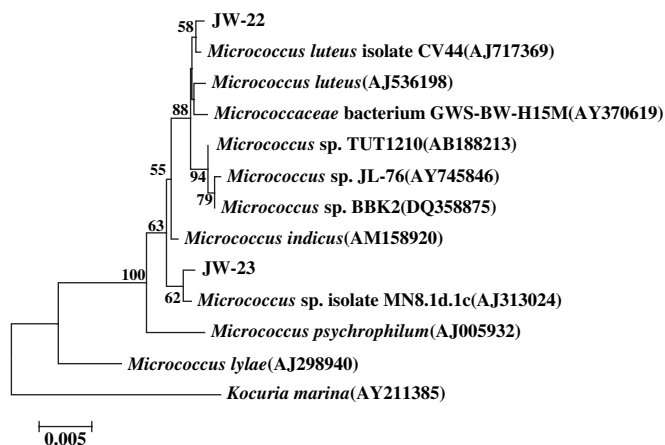 58
JW-22
Micrococcus luteus isolate CV44(AJ717369)
Micrococcus luteus(AJ536198)
88
Micrococcaceae bacterium GWS-BW-H15M(AY370619)
Micrococcus sp. TUT1210(AB188213)
94
Micrococcus sp. JL-76(AY745846)
55
79
Micrococcus sp. BBK2(DQ358875)
63
Micrococcus indicus(AM158920)
100
JW-23
62
Micrococcus sp. isolate MN8.1d.1c(AJ313024)
Micrococcus psychrophilum(AJ005932)
Micrococcus lylae(AJ298940)
Kocuria marina(AY211385)
0.005